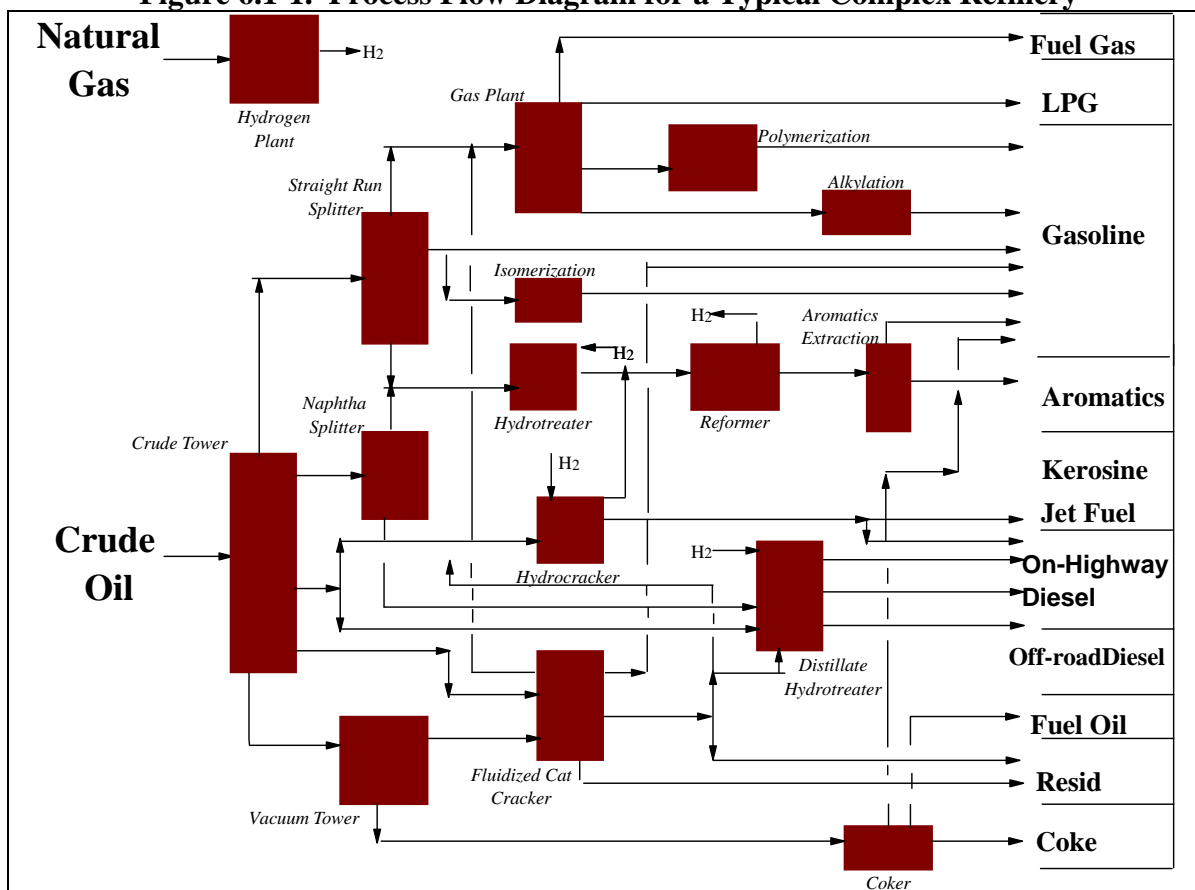 Figure 8.1-1.  Process Flow Diagram for a Typical Complex Refinery
Natural
Gas
H2
Hydrogen
Plant
Gas Plant
Fuel Gas
LPG
Polymerization
Straight Run
Splitter
Alkylation
Gasoline
Isomerization
H2
Aromatics
Extraction
H2
Naphtha
Splitter
Hydrotreater
Reformer
Aromatics
Crude Tower
H2
Kerosine
Jet Fuel
Crude
Oil
Hydrocracker
H2
On-Highway
Diesel
Distillate
Hydrotreater
Off-roadDiesel
Fluidized Cat
Cracker
Fuel Oil
Resid
Vacuum Tower
Coker
Coke